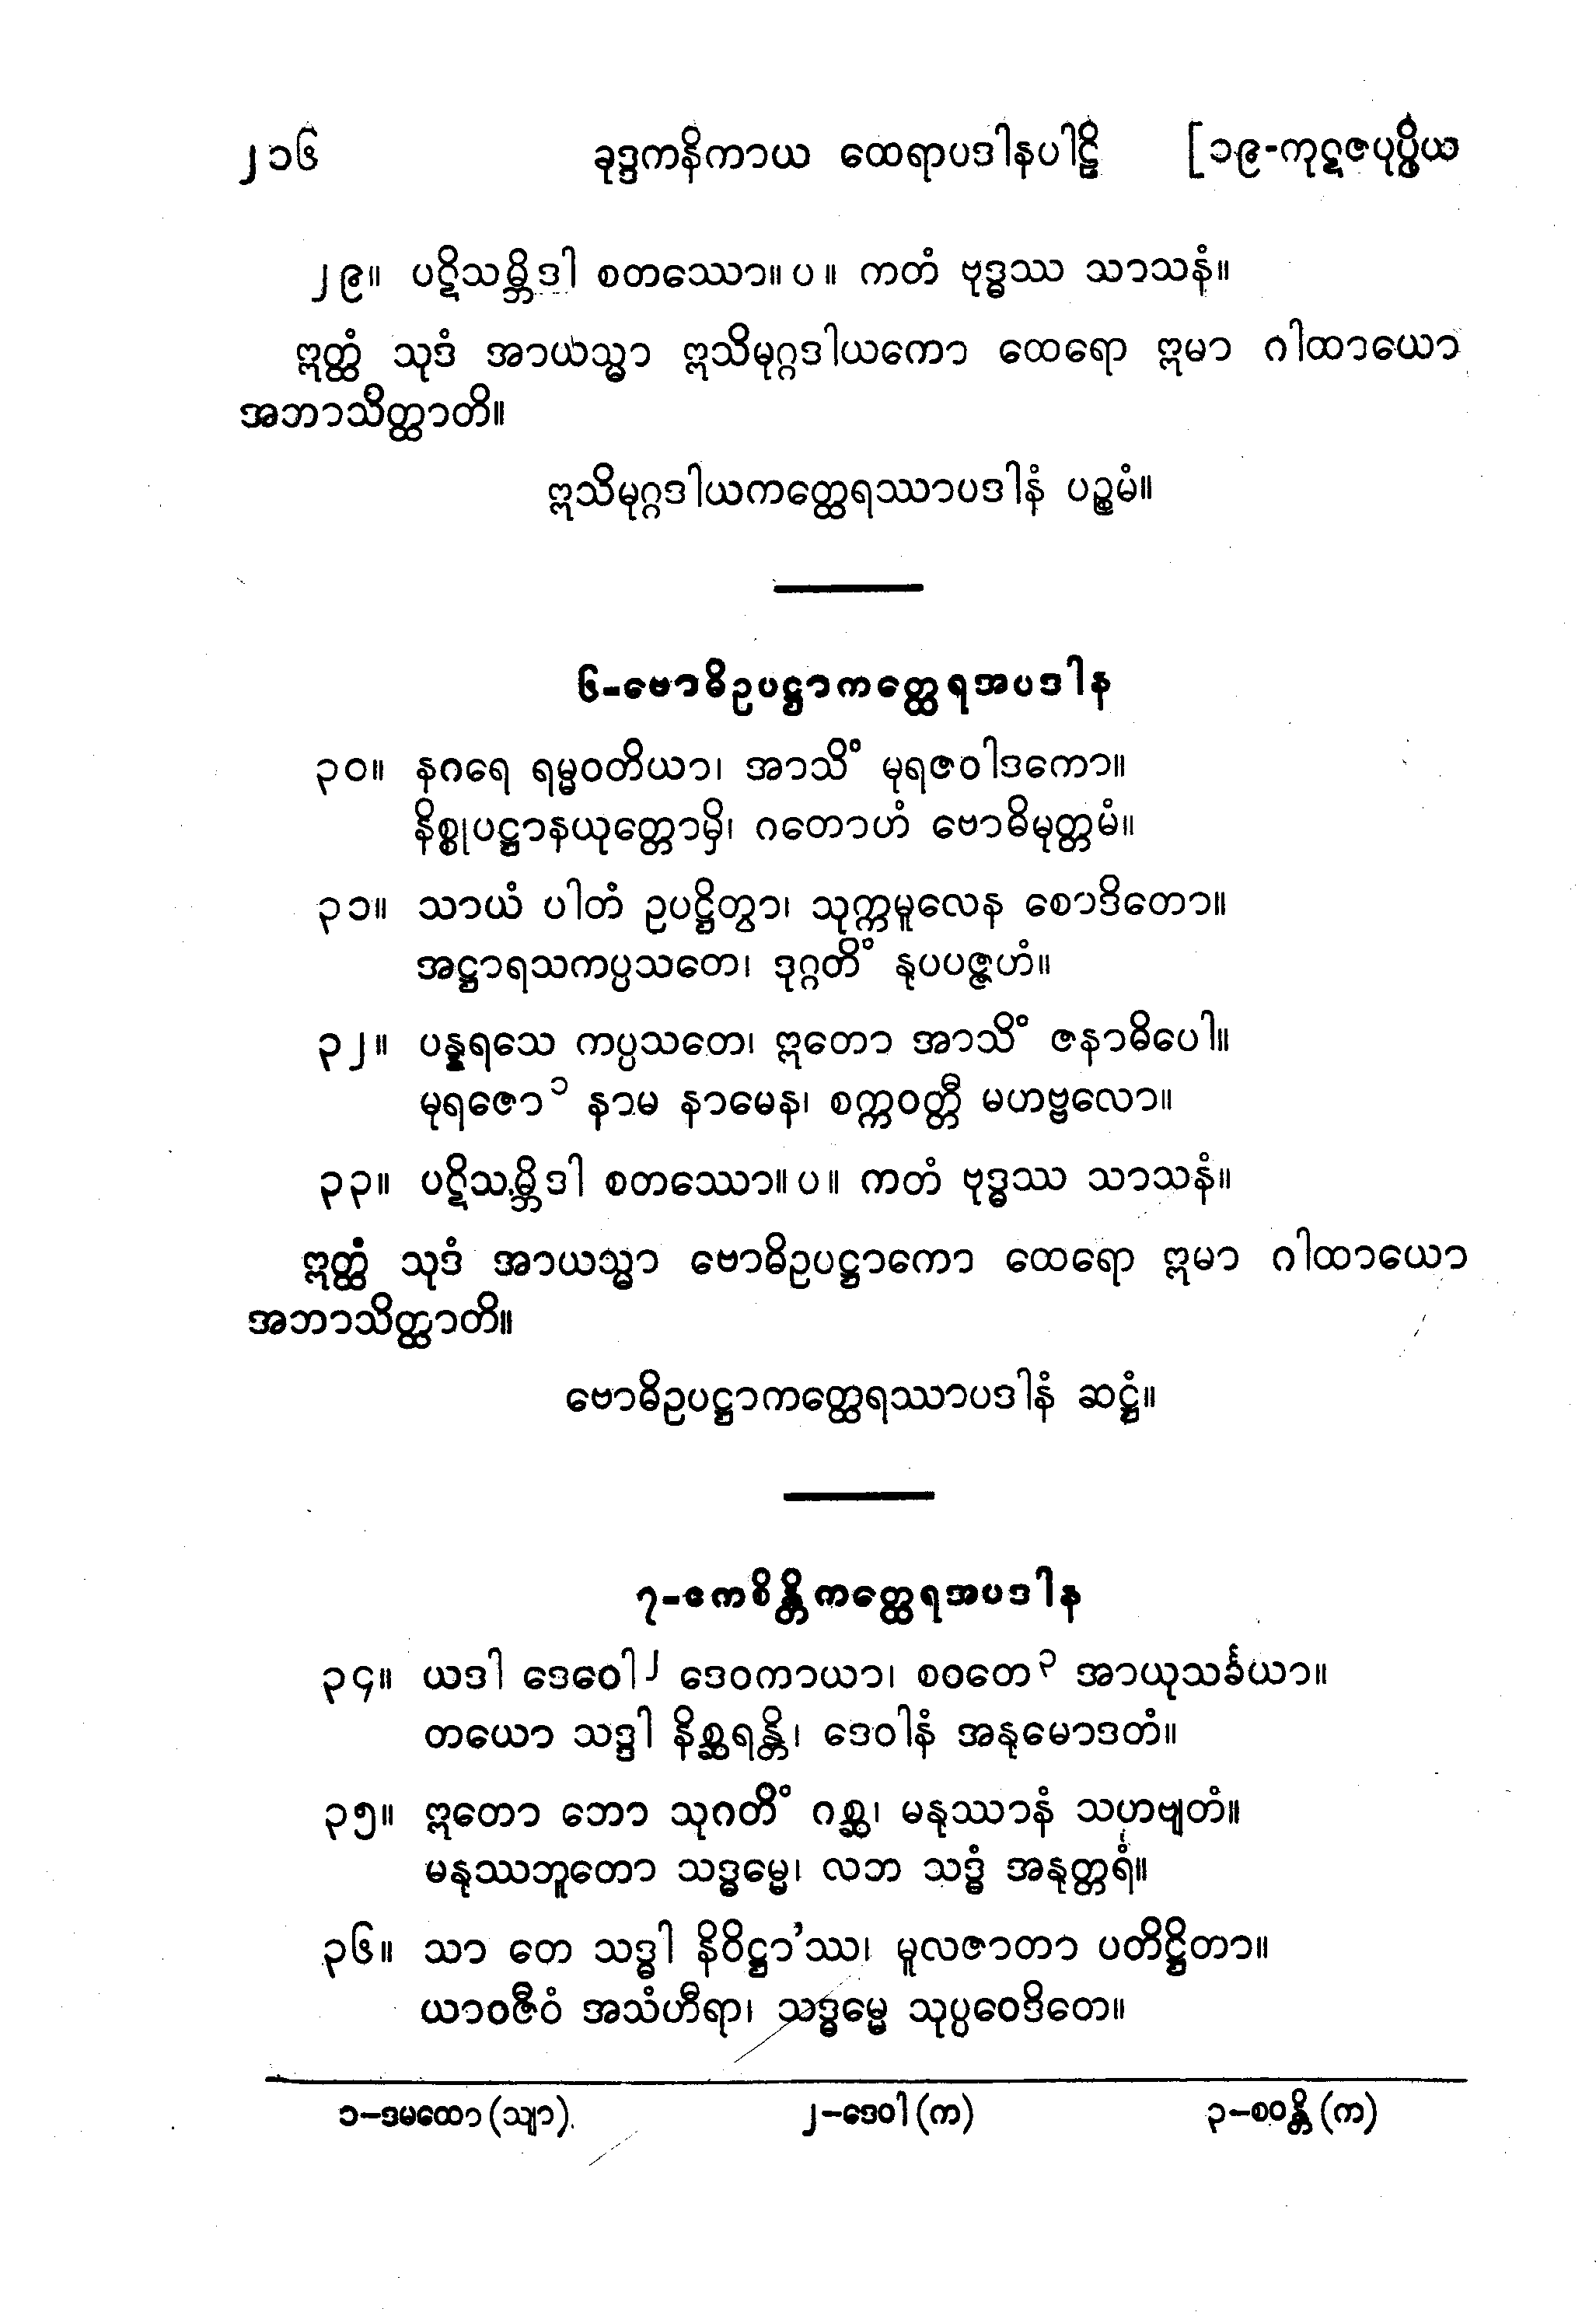 ၂၁၆ ခုဒ္ဒကနိကာယ ထေရာပဒါနပါဠိ [၁၉-ကုဋဇပုပ္ဖိယ
၂၉။ ပဋိသမ္ဘိဒါ စတဿော။ပ။ ကတံ ဗုဒ္ဓဿ သာသနံ။
ဣတ္ထံ သုဒံ အာယသ္မာ ဣသိမုဂ္ဂဒါယကော ထေရော ဣမာ ဂါထာယော
အဘာသိတ္ထာတိ။
ဣသိမုဂ္ဂဒါယကတ္ထေရဿာပဒါနံ ပဉ္စမံ။
၆-ဗောဓိဥပဋ္ဌာကတ္ထေရအပဒါန
၃၀။ နဂရေ ရမ္မဝတိယာ၊ အာသိံ မုရဇဝါဒကော။
နိစ္စုပဋ္ဌာနယုတ္တောမှိ၊ ဂတောဟံ ဗောဓိမုတ္တမံ။
၃၁။ သာယံ ပါတံ ဥပဋ္ဌိတွာ၊ သုက္ကမူလေန စောဒိတော။
အဋ္ဌာရသကပ္ပသတေ၊ ဒုဂ္ဂတိံ နုပပဇ္ဇဟံ။
၃၂။ ပန္နရသေ ကပ္ပသတေ၊ ဣတော အာသိံ ဇနာဓိပေါ။
မုရဇော၁ နာမ နာမေန၊ စက္ကဝတ္တီ မဟဗ္ဗလော။
၃၃။ ပဋိသမ္ဘိဒါ စတဿော။ပ။ ကတံ ဗုဒ္ဓဿ သာသနံ။
ဣတ္ထံ သုဒံ အာယသ္မာ ဗောဓိဥပဋ္ဌာကော ထေရော ဣမာ ဂါထာယော
အဘာသိတ္ထာတိ။
ဗောဓိဥပဋ္ဌာကတ္ထေရဿာပဒါနံ ဆဋ္ဌံ။
၇-ဧကစိန္တိကတ္ထေရအပဒါန
၃၄။ ယဒါ ဒေဝေါ၂ ဒေဝကာယာ၊ စဝတေ၃ အာယုသင်္ခယာ။
တယော သဒ္ဒါ နိစ္ဆရန္တိ၊ ဒေဝါနံ အနုမောဒတံ။
၃၅။ ဣတော ဘော သုဂတိံ ဂစ္ဆ၊ မနုဿာနံ သဟဗျတံ။
မနုဿဘူတော သဒ္ဓမ္မေ၊ လဘ သဒ္ဓံ အနုတ္တရံ။
၃၆။ သာ တေ သဒ္ဓါ နိဝိဋ္ဌာ’ဿ၊ မူလဇာတာ ပတိဋ္ဌိတာ။
ယာဝဇီဝံ အသံဟီရာ၊ သဒ္ဓမ္မေ သုပ္ပဝေဒိတေ။
၁-ဒမထော (သျာ) ၂-ဒေဝါ (က) ၃-စဝန္တိ (က)